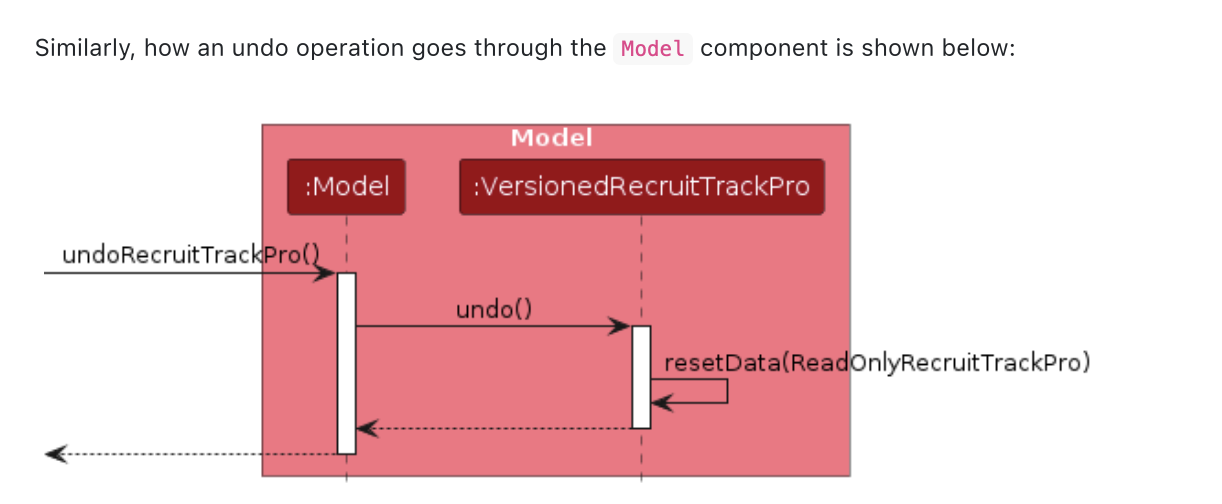 Similarly, how an undo operation goes through the Model component is shown below:
Model
:Model
:VersionedRecruitTrackPro
undoRecruitTrackPro()
undo()
resetData(ReadOnlyRecruitTrackPro)